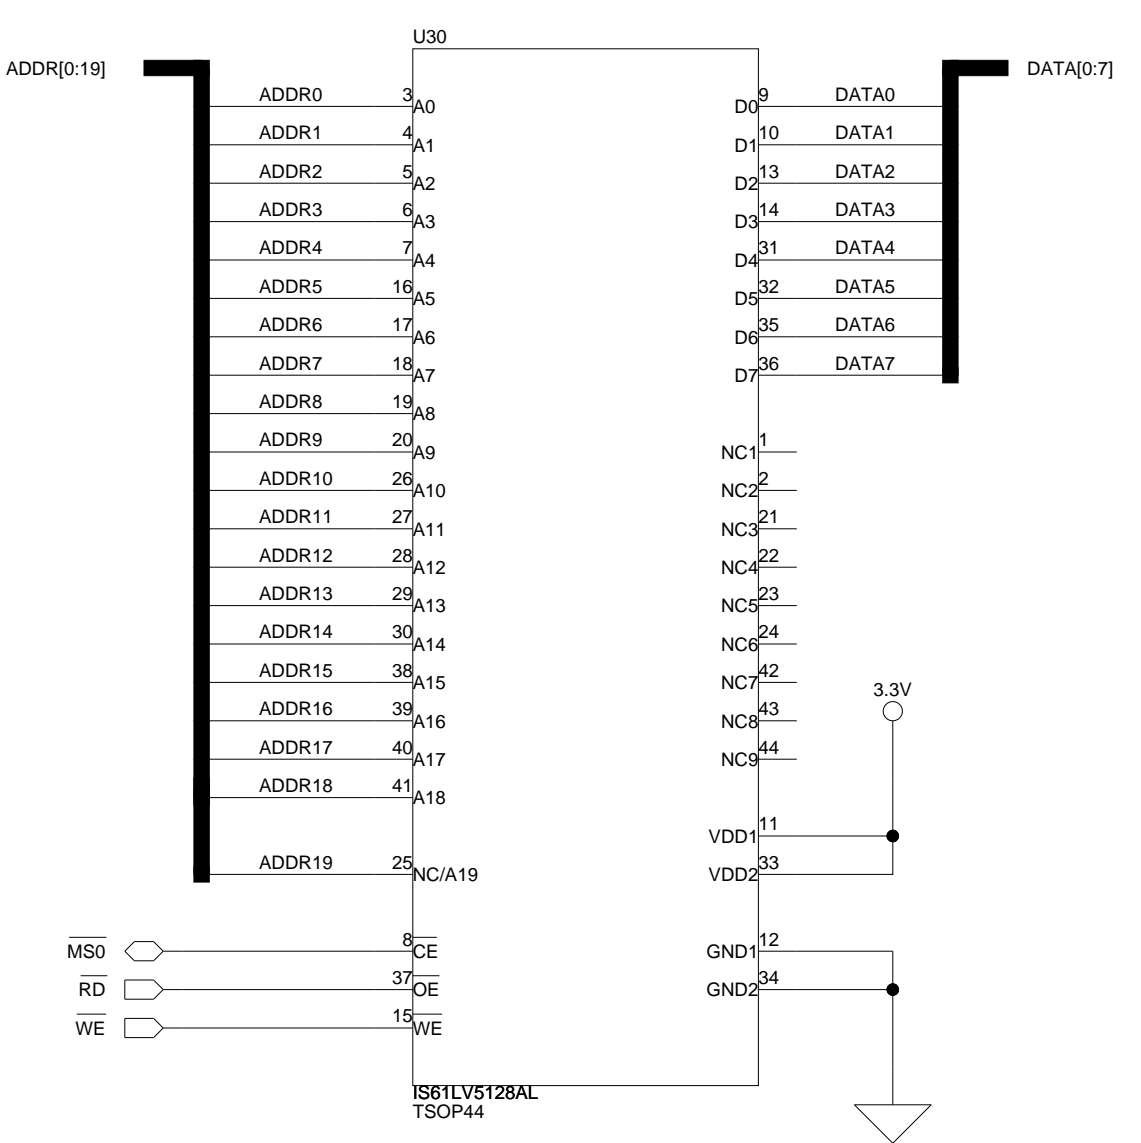 U30
ADDR[0:19] DATA[0:7]
ADDR0 3 A0 D0 9 DATA0
ADDR1 4 A1 D1 10 DATA1
ADDR2 5 A2 D2 13 DATA2
ADDR3 6 A3 D3 14 DATA3
ADDR4 7 A4 D4 31 DATA4
ADDR5 16 A5 D5 32 DATA5
ADDR6 17 A6 D6 35 DATA6
ADDR7 18 A7 D7 36 DATA7
ADDR8 19 A8
ADDR9 20 A9 NC1 1
ADDR10 26 A10 NC2 2
ADDR11 27 A11 NC3 21
ADDR12 28 A12 NC4 22
ADDR13 29 A13 NC5 23
ADDR14 30 A14 NC6 24
ADDR15 38 A15 NC7 42
3.3V
ADDR16 39 A16 NC8 43
ADDR17 40 A17 NC9 44
ADDR18 41 A18
VDD1 11
ADDR19 25 NC/A19 VDD2 33
MS0 8 CE GND1 12
RD 37 OE GND2 34
WE 15 WE
IS61LV5128AL
TSOP44